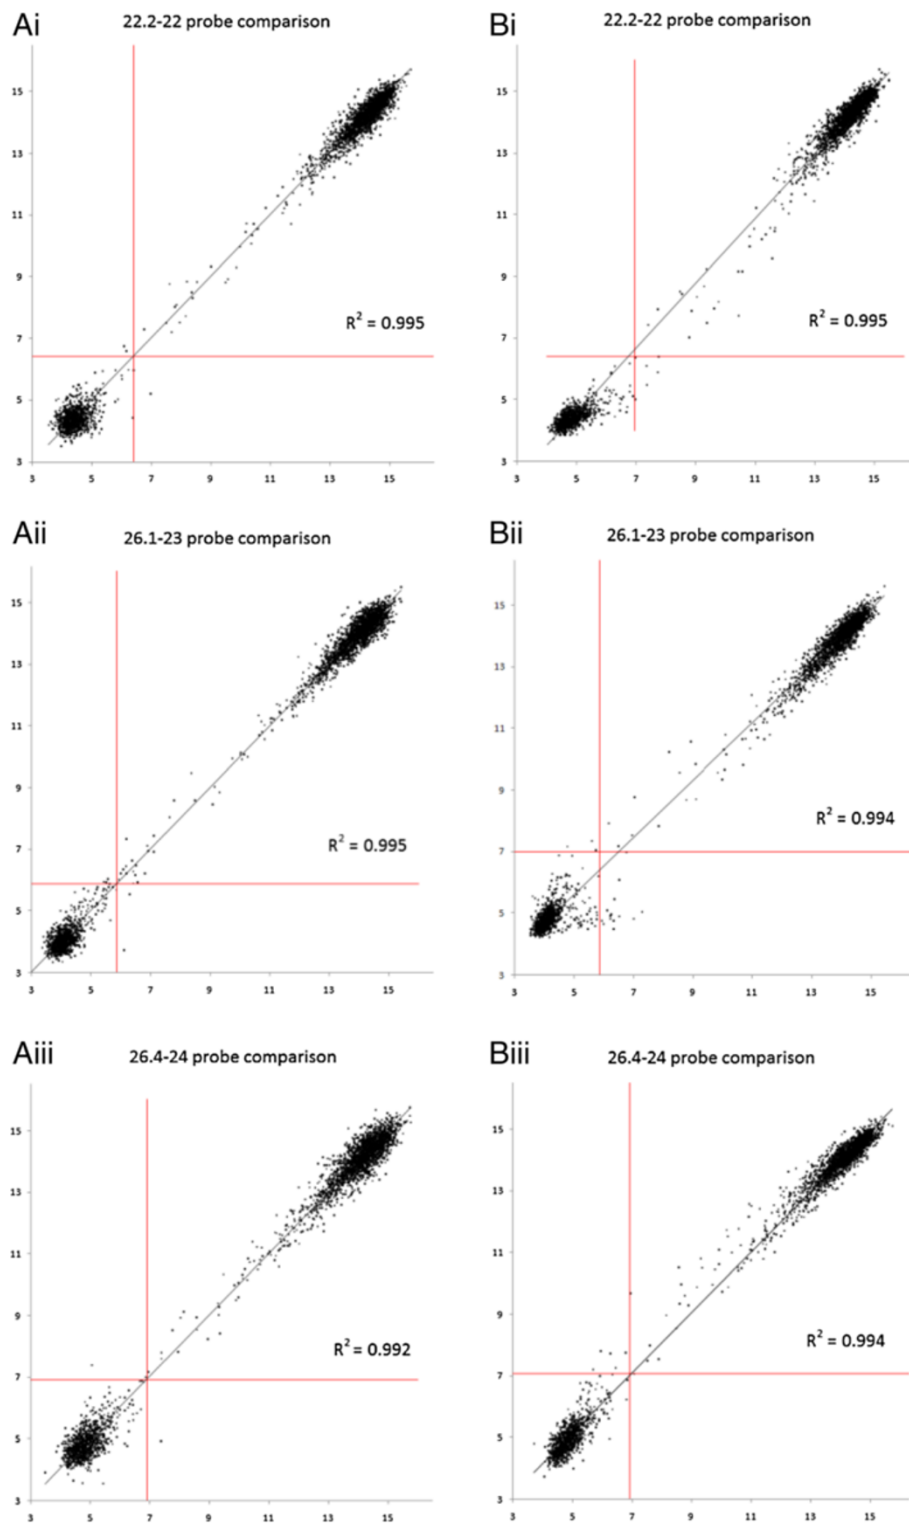 Ai
22.2-22 probe comparison
15
13
11
9
7
5
3
R² = 0.995
3 5 7 9 11 13 15
Bi
22.2-22 probe comparison
15
13
11
9
7
5
3
R² = 0.995
3 5 7 9 11 13 15
Aii
26.1-23 probe comparison
15
13
11
9
7
5
3
R² = 0.995
3 5 7 9 11 13 15
Bii
26.1-23 probe comparison
15
13
11
9
7
5
3
R² = 0.994
3 5 7 9 11 13 15
Aiii
26.4-24 probe comparison
15
13
11
9
7
5
3
R² = 0.992
3 5 7 9 11 13 15
Biii
26.4-24 probe comparison
15
13
11
9
7
5
3
R² = 0.994
3 5 7 9 11 13 15